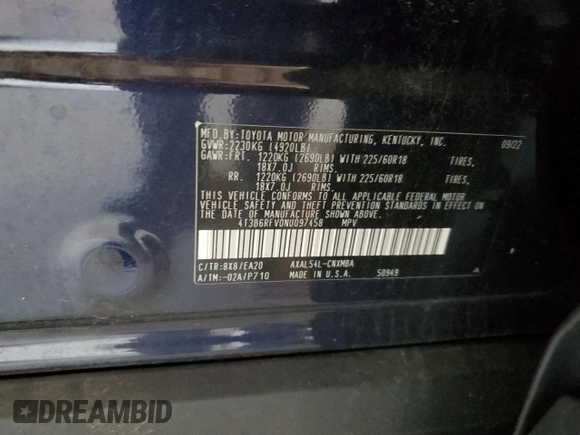 MFD.BY:TOYOTA MOTOR MANUFACTURING, KENTUCKY, INC. 09/22
GVWR:2230KG (4920LB)
GAWR:FRT. 1220KG (2690LB) WITH 225/60R18 TIRES,
18X7.0J RIMS.
RR. 1220KG (2690LB) WITH 225/60R18 TIRES,
18X7.0J RIMS.
THIS VEHICLE CONFORMS TO ALL APPLICABLE FEDERAL MOTOR
VEHICLE SAFETY AND THEFT PREVENTION STANDARDS IN EFFECT
ON THE DATE OF MANUFACTURE SHOWN ABOVE.
4T3B6RFV0NU097458 MPV
C/TR:8X8/EA20 AXAL54L-CNXMBA
A/TM:-02A/P710 MADE IN U.S.A. 50949 A
DREAMBID